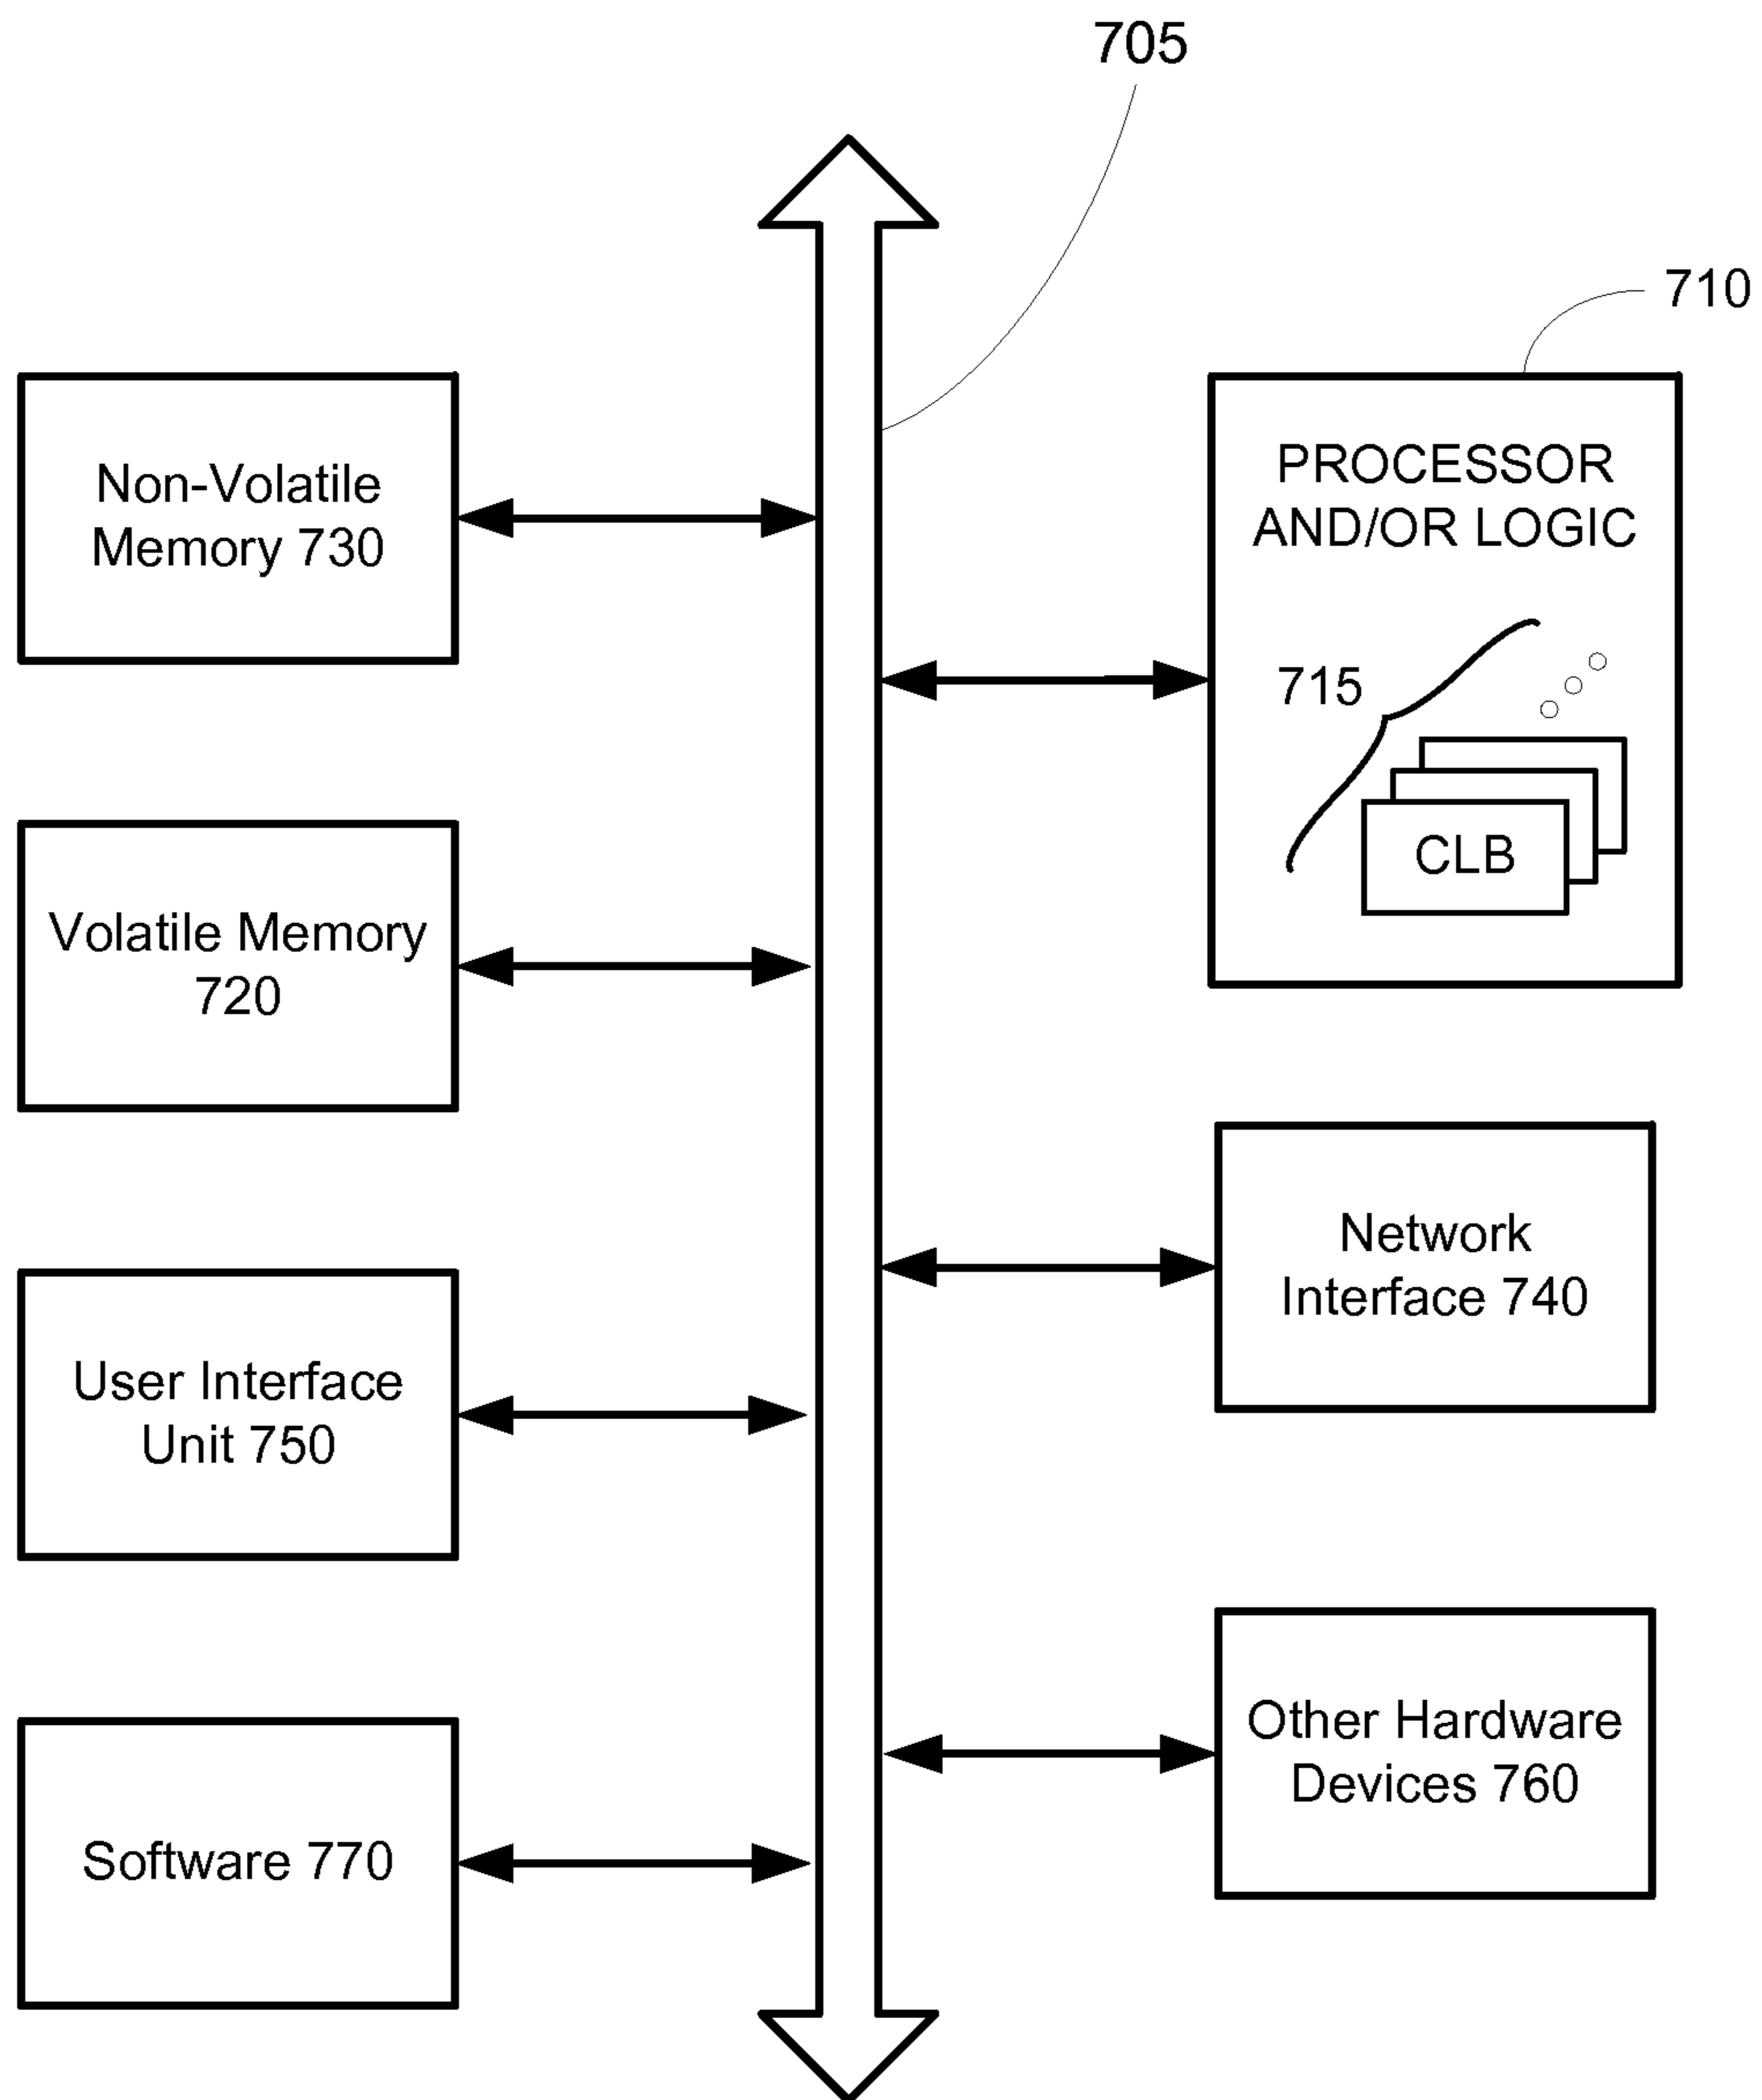 705
710
Non-Volatile
Memory 730
PROCESSOR
AND/OR LOGIC
715
CLB
Volatile Memory
720
Network
Interface 740
User Interface
Unit 750
Other Hardware
Devices 760
Software 770